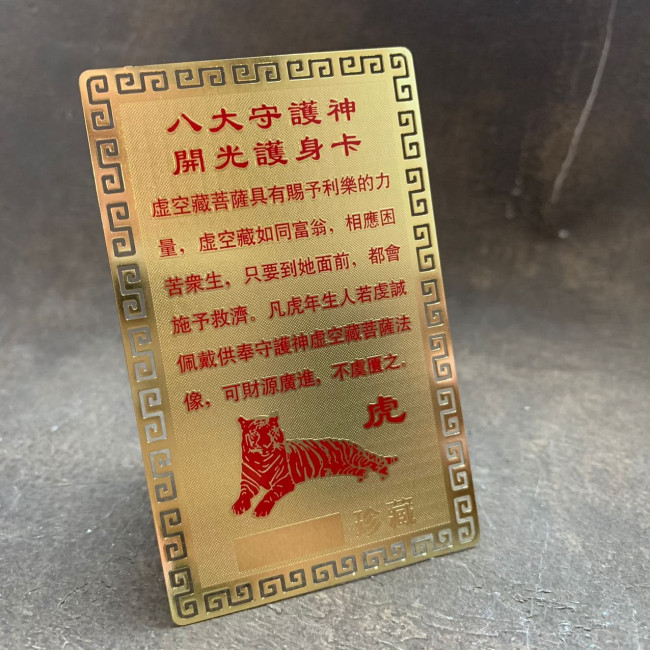 八大守護神
開光護身卡
虛空藏菩薩具有賜予利樂的力
量，虛空藏如同富翁，相應困
苦衆生，只要到她面前，都會
施予救濟。凡虎年生人若虔誠
佩戴供奉守護神虛空藏菩薩法
像，可財源廣進，不虞匱之。
虎
珍藏